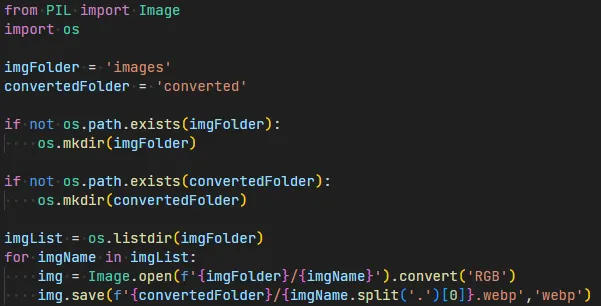 from PIL import Image
import os

imgFolder = 'images'
convertedFolder = 'converted'

if not os.path.exists(imgFolder):
    os.mkdir(imgFolder)

if not os.path.exists(convertedFolder):
    os.mkdir(convertedFolder)

imgList = os.listdir(imgFolder)
for imgName in imgList:
    img = Image.open(f'{imgFolder}/{imgName}').convert('RGB')
    img.save(f'{convertedFolder}/{imgName.split('.')[0]}.webp','webp')